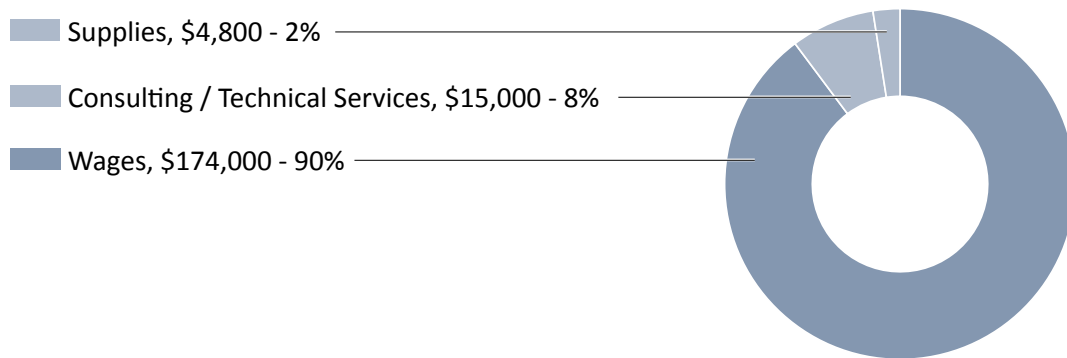 Supplies, $4,800 - 2%
Consulting / Technical Services, $15,000 - 8%
Wages, $174,000 - 90%